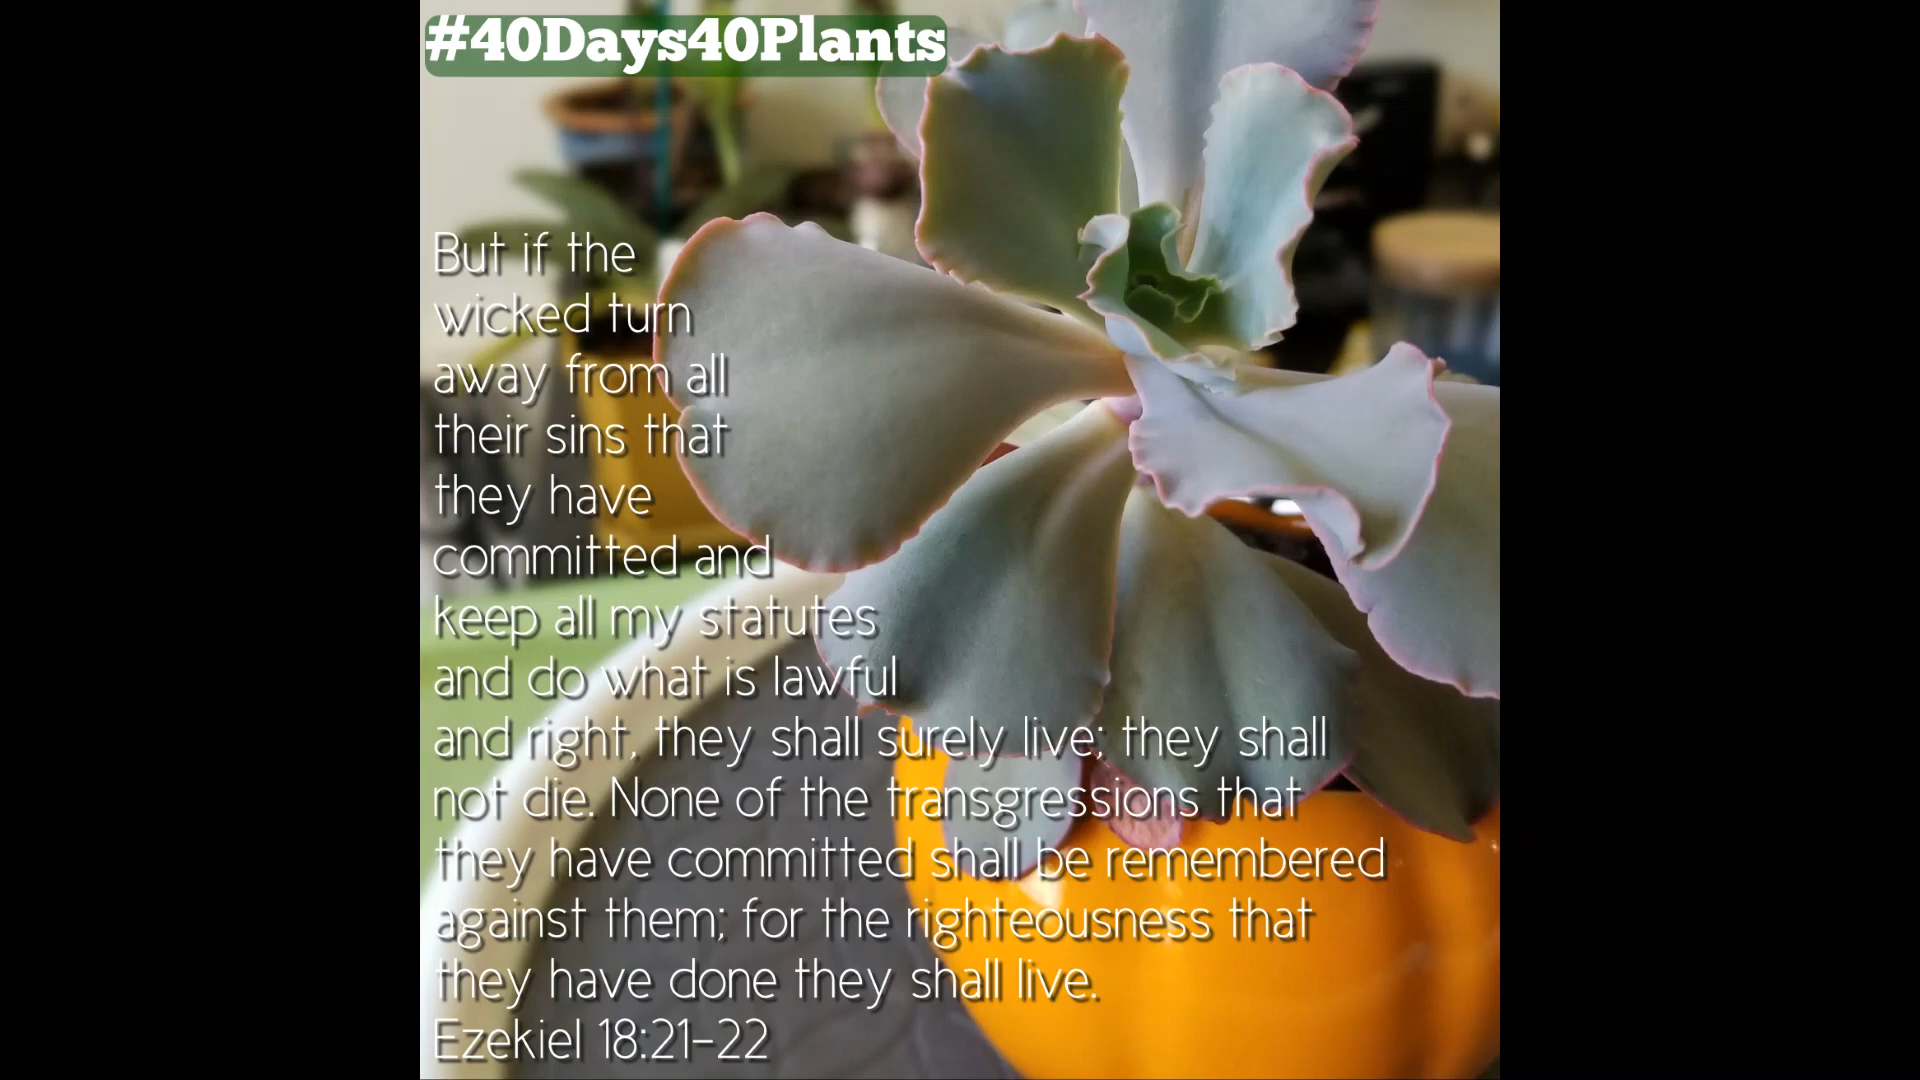 #40Days40Plants
But if the
wicked turn
away from all
their sins that
they have
committed and
keep all my statutes
and do what is lawful
and right, they shall surely live; they shall
not die. None of the transgressions that
they have committed shall be remembered
against them; for the righteousness that
they have done they shall live.
Ezekiel 18:21-22